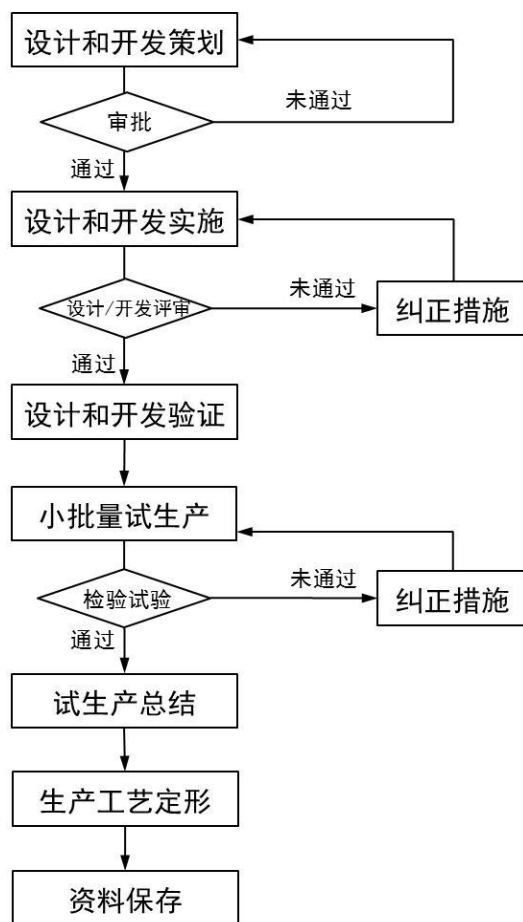 设计和开发策划
未通过
审批
通过
设计和开发实施
未通过
设计/开发评审
纠正措施
通过
设计和开发验证
小批量试生产
未通过
检验试验
纠正措施
通过
试生产总结
生产工艺定形
资料保存